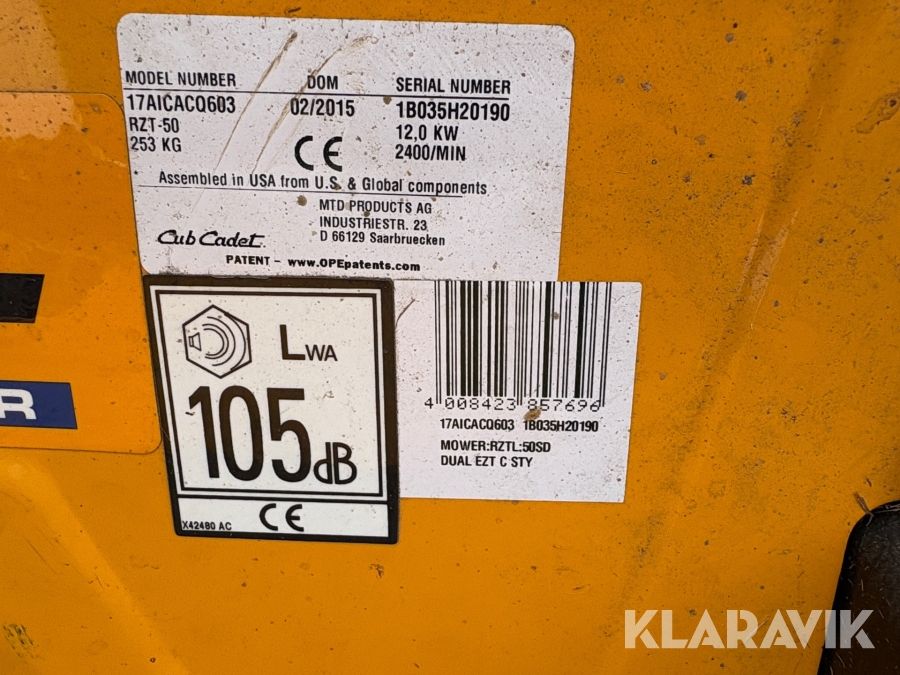 MODEL NUMBER DOM SERIAL NUMBER
17AICACQ603 02/2015 1B035H20190
RZT-50 12,0 KW
253 KG CE 2400/MIN
Assembled in USA from U.S. & Global components
MTD PRODUCTS AG
INDUSTRIESTR. 23
D 66129 Saarbruecken
Cub Cadet.
PATENT - www.OPEpatents.com
LWA
105dB
X42480 AC CE
4 008423 857696
17AICACQ603 1B035H20190
MOWER:RZTL:50SD
DUAL EZT C STY
R
KLARAVIK